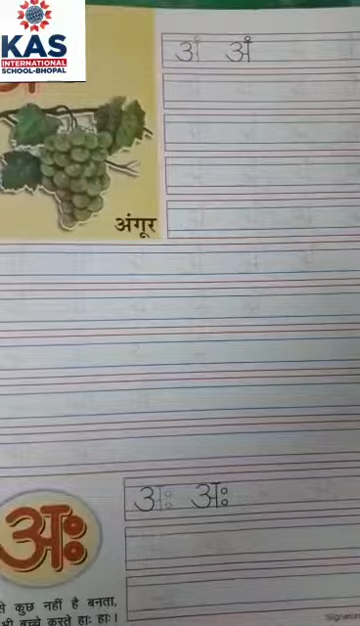 KAS
INTERNATIONAL
SCHOOL-BHOPAL
अं अं
अंगूर
अः अः
अः
से कुछ नहीं है बनता,
भी बच्चे करते हाः हाः।